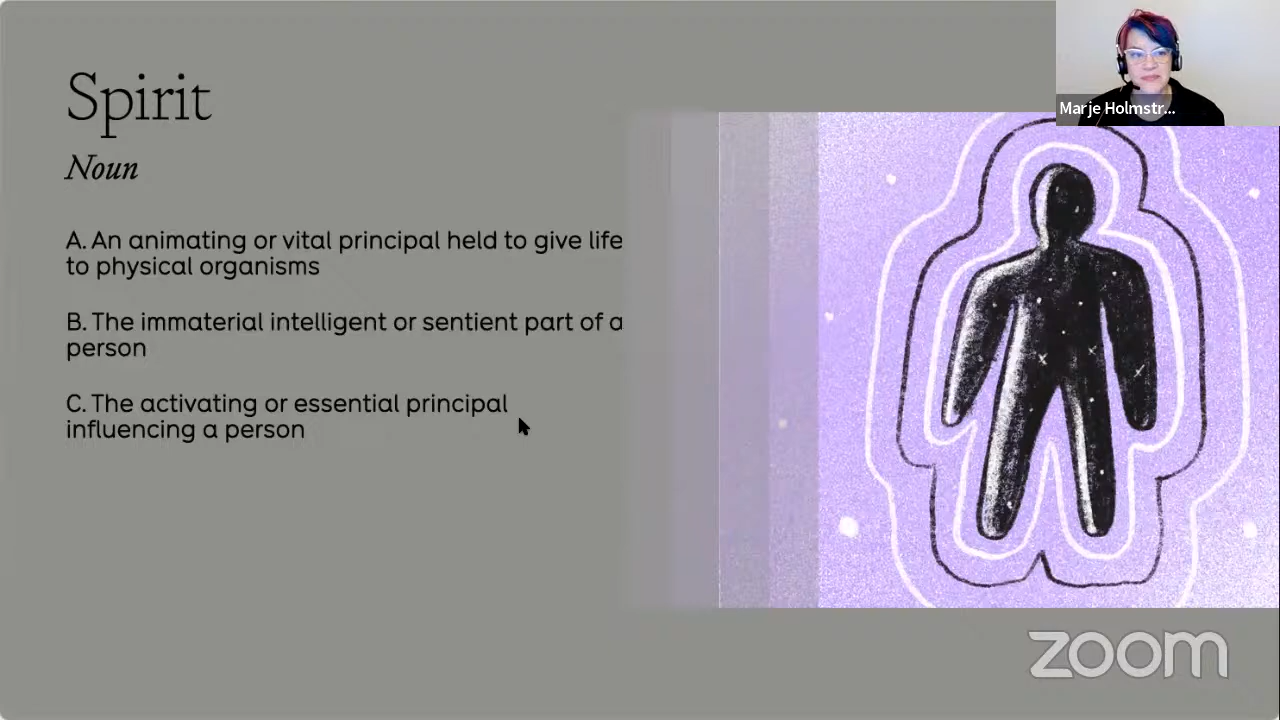 Spirit
Noun
A. An animating or vital principal held to give life
to physical organisms
B. The immaterial intelligent or sentient part of a
person
C. The activating or essential principal
influencing a person
Marje Holmstr...
zoom